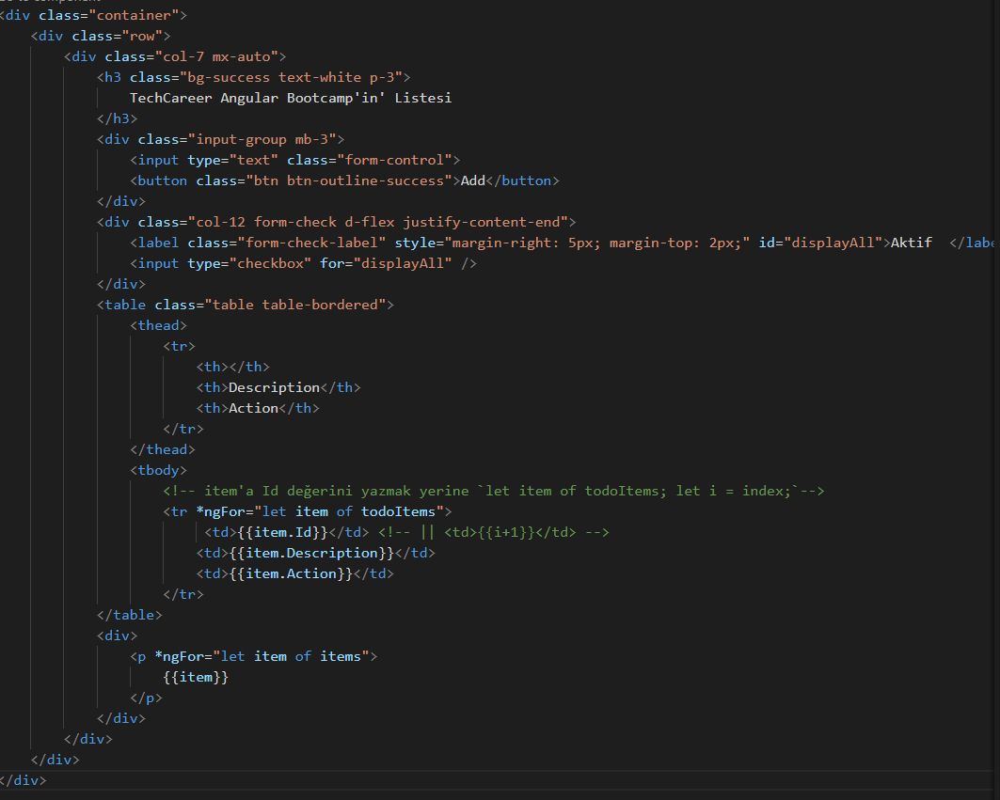 <div class="container">
<div class="row">
<div class="col-7 mx-auto">
<h3 class="bg-success text-white p-3">
TechCareer Angular Bootcamp'in' Listesi
</h3>
<div class="input-group mb-3">
<input type="text" class="form-control">
<button class="btn btn-outline-success">Add</button>
</div>
<div class="col-12 form-check d-flex justify-content-end">
<label class="form-check-label" style="margin-right: 5px; margin-top: 2px;" id="displayAll">Aktif  </labe
<input type="checkbox" for="displayAll" />
</div>
<table class="table table-bordered">
<thead>
<tr>
<th></th>
<th>Description</th>
<th>Action</th>
</tr>
</thead>
<tbody>
<!-- item'a Id değerini yazmak yerine `let item of todoItems; let i = index;`-->
<tr *ngFor="let item of todoItems">
<td>{{item.Id}}</td> <!-- || <td>{{i+1}}</td> -->
<td>{{item.Description}}</td>
<td>{{item.Action}}</td>
</tr>
</table>
<div>
<p *ngFor="let item of items">
{{item}}
</p>
</div>
</div>
</div>
</div>